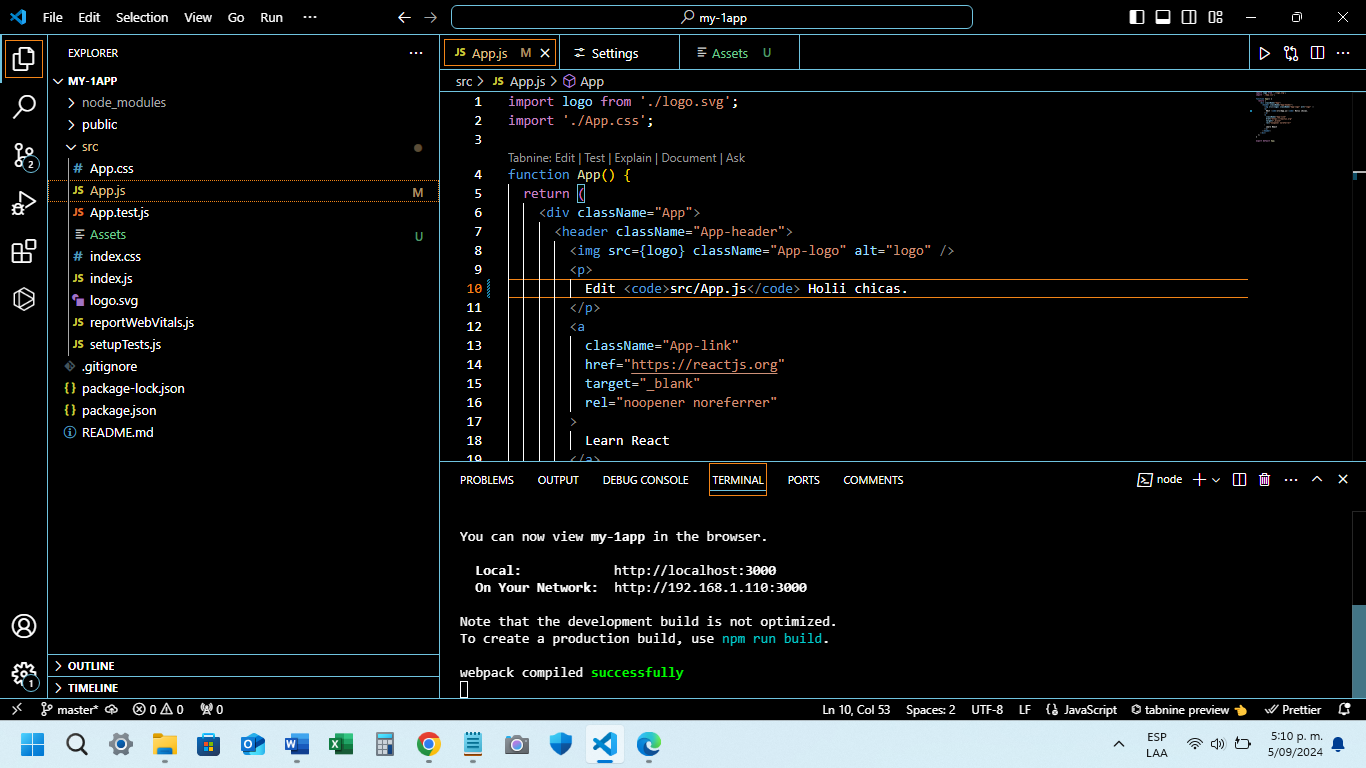 File Edit Selection View Go Run ··· my-1app
EXPLORER ···
MY-1APP
node_modules
public
src
# App.css
JS App.js M
JS App.test.js
Assets U
# index.css
JS index.js
logo.svg
JS reportWebVitals.js
JS setupTests.js
.gitignore
{} package-lock.json
{} package.json
README.md
OUTLINE
TIMELINE
2
1
JS App.js M Settings Assets U
src > JS App.js > App
1 import logo from './logo.svg';
2 import './App.css';
3
Tabnine: Edit | Test | Explain | Document | Ask
4 function App() {
5 return (
6 <div className="App">
7 <header className="App-header">
8 <img src={logo} className="App-logo" alt="logo" />
9 <p>
10 Edit <code>src/App.js</code> Holii chicas.
11 </p>
12 <a
13 className="App-link"
14 href="https://reactjs.org"
15 target="_blank"
16 rel="noopener noreferrer"
17 >
18 Learn React
19 </a>
PROBLEMS OUTPUT DEBUG CONSOLE TERMINAL PORTS COMMENTS node
You can now view my-1app in the browser.
Local: http://localhost:3000
On Your Network: http://192.168.1.110:3000
Note that the development build is not optimized.
To create a production build, use npm run build.
webpack compiled successfully
master* 0 0 0 Ln 10, Col 53 Spaces: 2 UTF-8 LF {} JavaScript tabnine preview Prettier
ESP
LAA
5:10 p. m.
5/09/2024